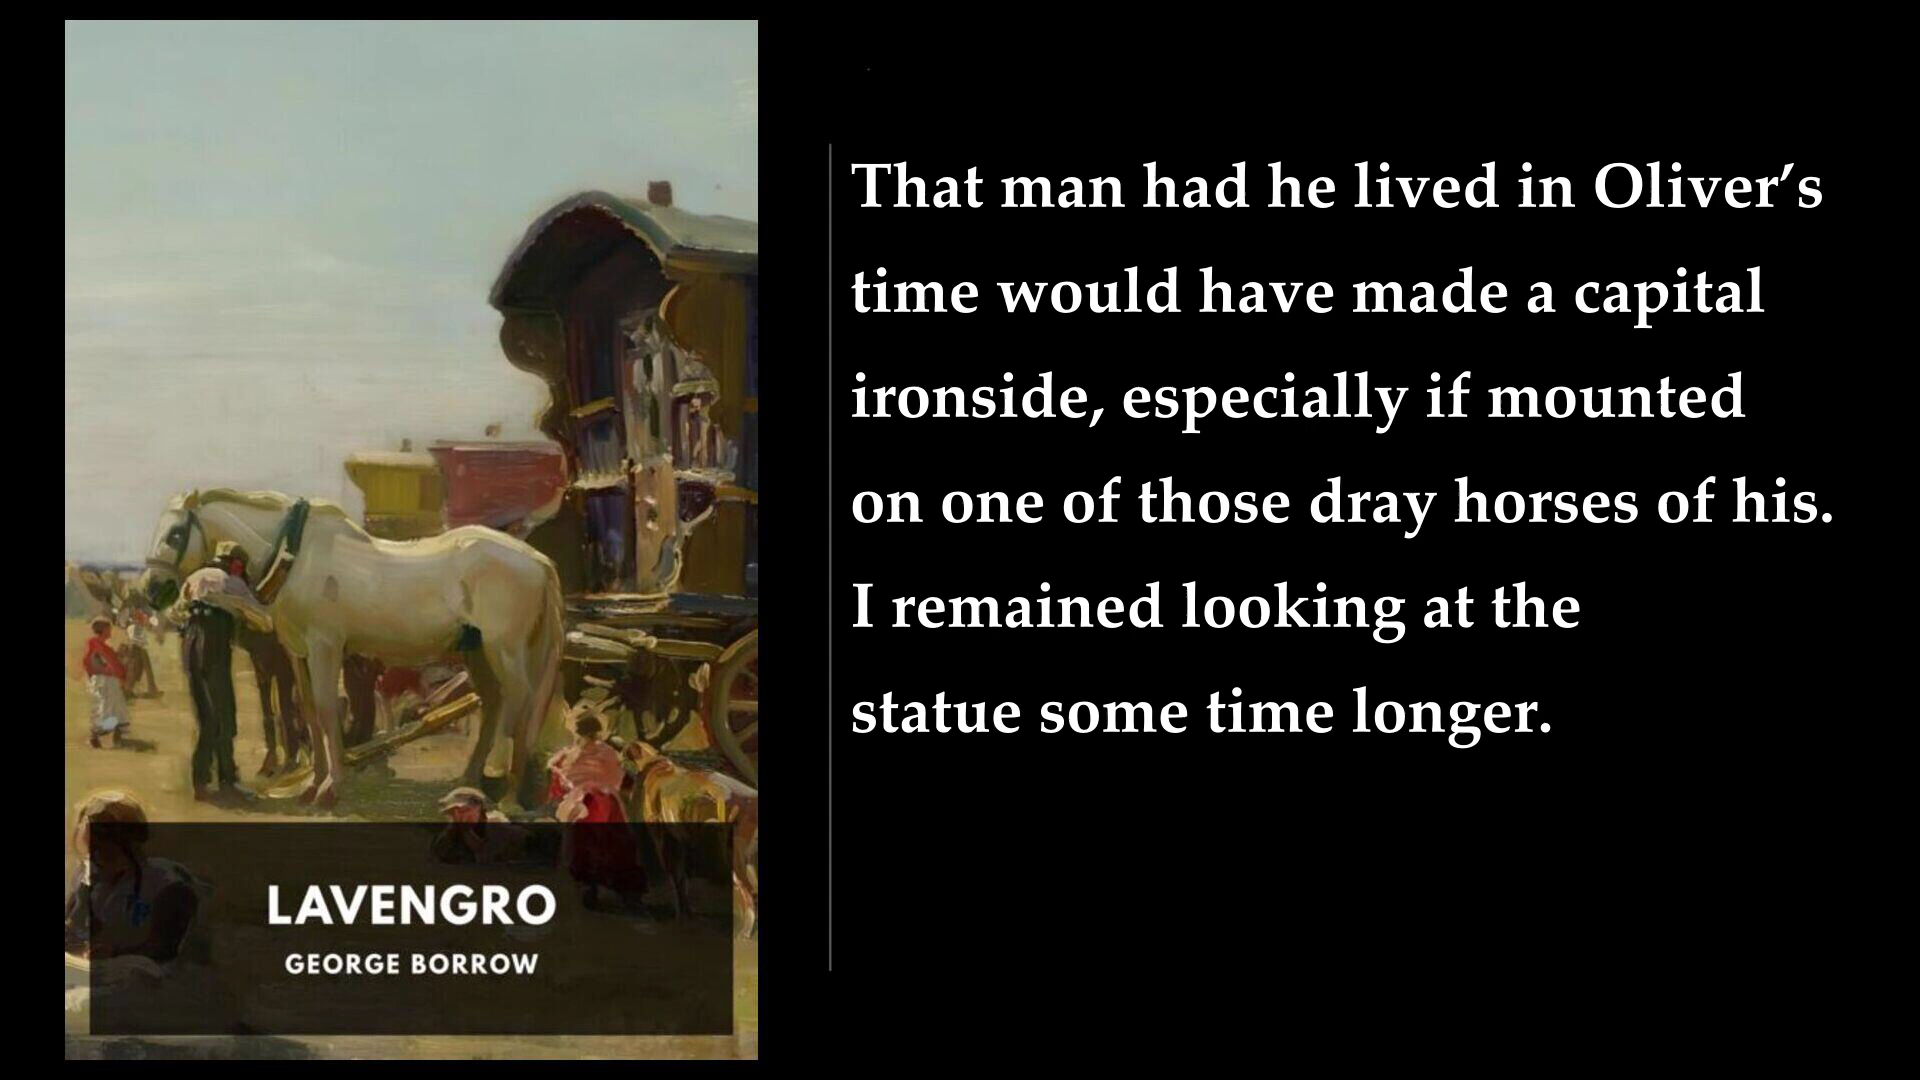 That man had he lived in Oliver’s
time would have made a capital
ironside, especially if mounted
on one of those dray horses of his.
I remained looking at the
statue some time longer.
LAVENGRO
GEORGE BORROW